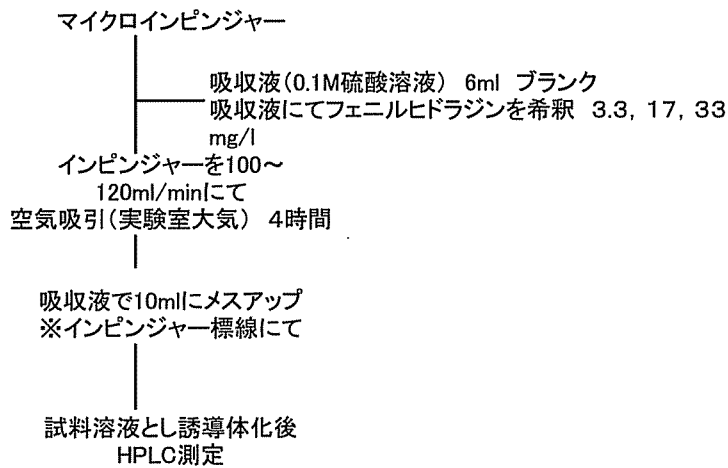 マイクロインピンジャー
吸収液(0.1M硫酸溶液) 6ml ブランク
吸収液にてフェニルヒドラジンを希釈 3.3, 17, 33
mg/l
インピンジャーを100～
120ml/minにて
空気吸引(実験室大気) 4時間
吸収液で10mlにメスアップ
※インピンジャー標線にて
試料溶液とし誘導体化後
HPLC測定